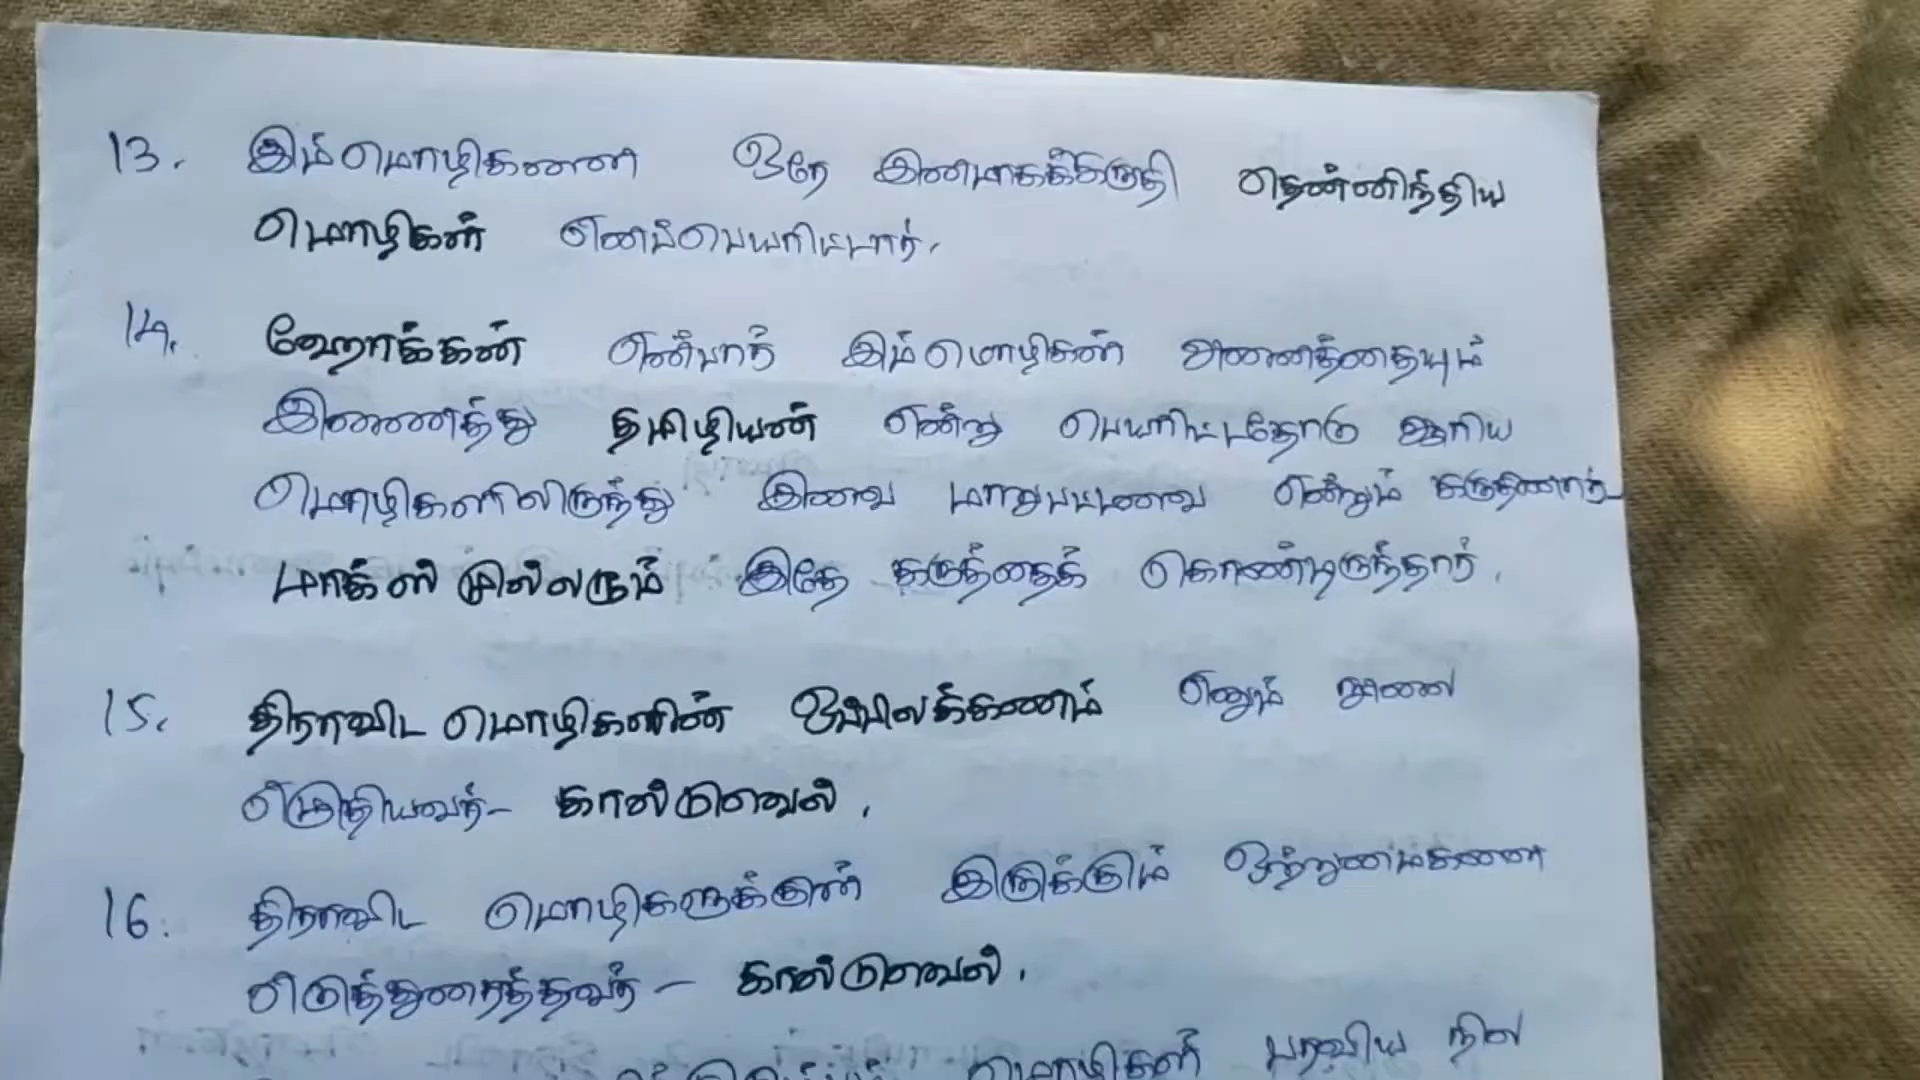 13. இம்மொழிகளை ஒரே இனமாகக்கருதி தென்னிந்திய
மொழிகள் எனப்பெயரிட்டார்.
14. ஹோக்கன் என்பார் இம்மொழிகள் அனைத்தையும்
இணைத்து தமிழியன் என்று பெயரிட்டதோடு ஆரிய
மொழிகளிலிருந்து இவை மாறுபட்டவை என்றும் கருதினார்
மாக்ஸ் முல்லரும் இதே கருத்தைக் கொண்டிருந்தார்.
15. திராவிட மொழிகளின் ஒப்பிலக்கணம் எனும் நூலை
எழுதியவர் - கால்டுவெல்.
16. திராவிட மொழிகளுக்குள் இருக்கும் ஒற்றுமைகளை
எடுத்துரைத்தவர் - கால்டுவெல்.
மொழிகள் பரவிய நில